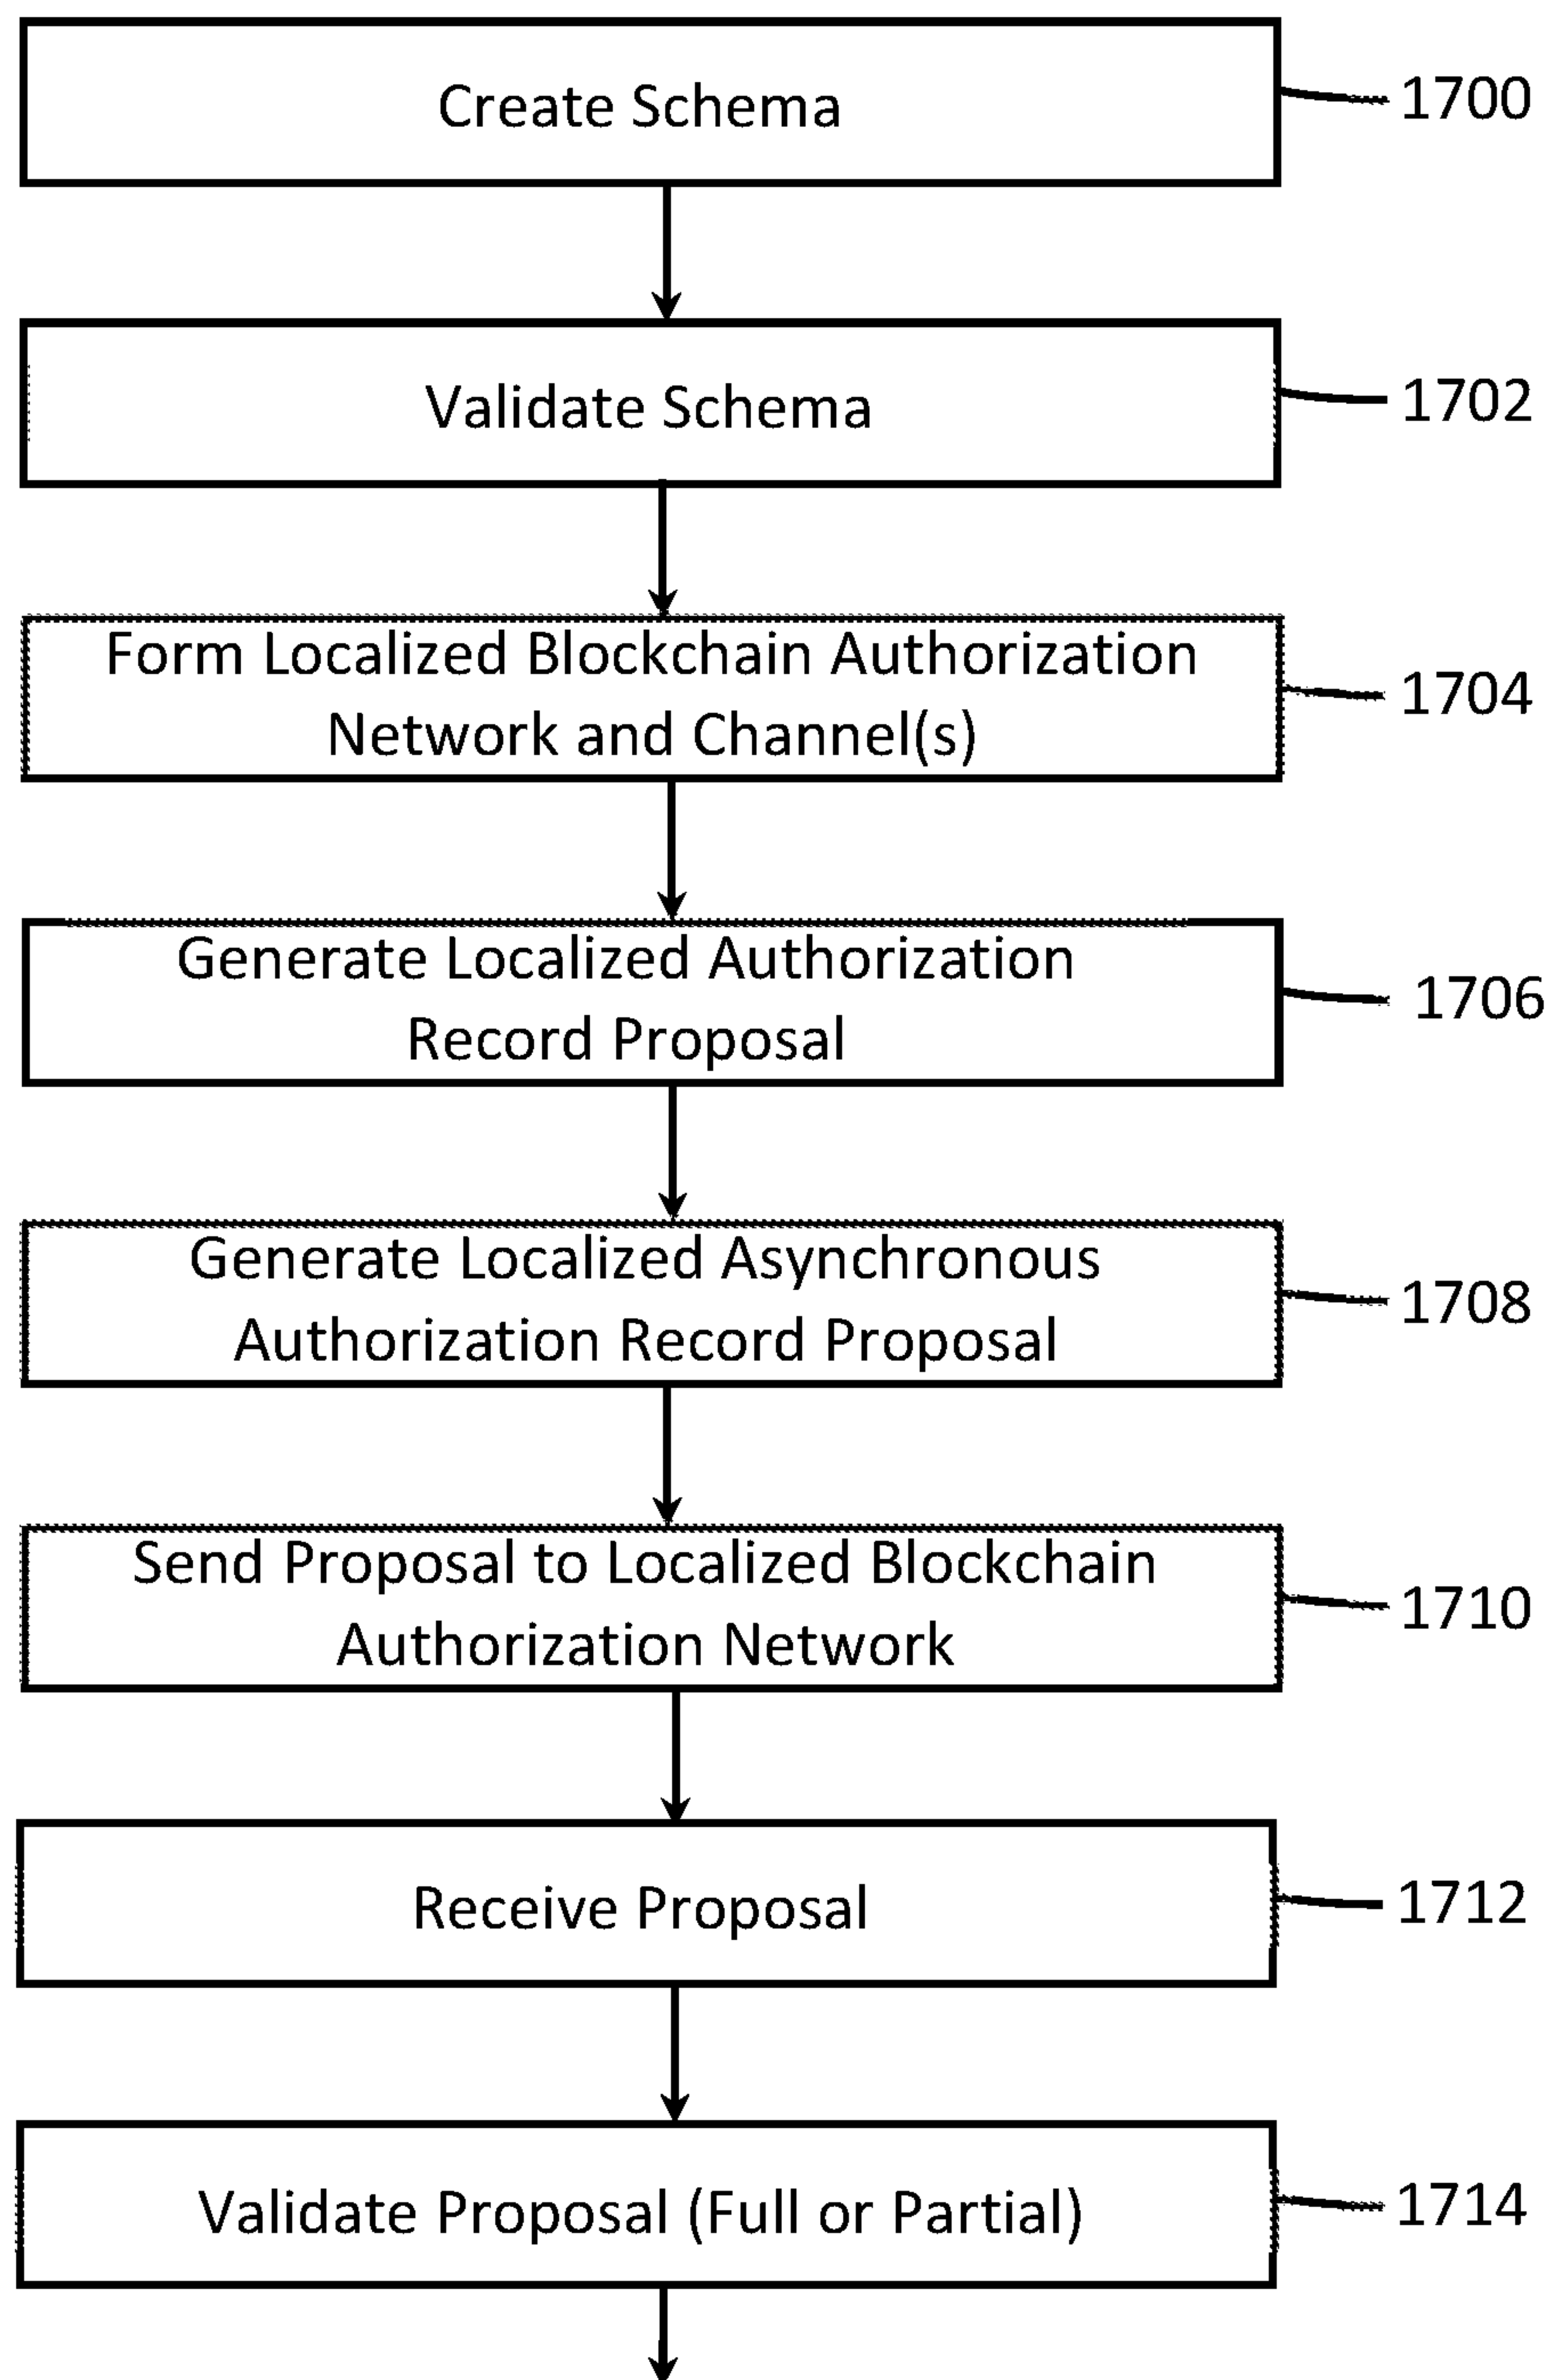 Create Schema
1700
Validate Schema
1702
Form Localized Blockchain Authorization
Network and Channel(s)
1704
Generate Localized Authorization
Record Proposal
1706
Generate Localized Asynchronous
Authorization Record Proposal
1708
Send Proposal to Localized Blockchain
Authorization Network
1710
Receive Proposal
1712
Validate Proposal (Full or Partial)
1714